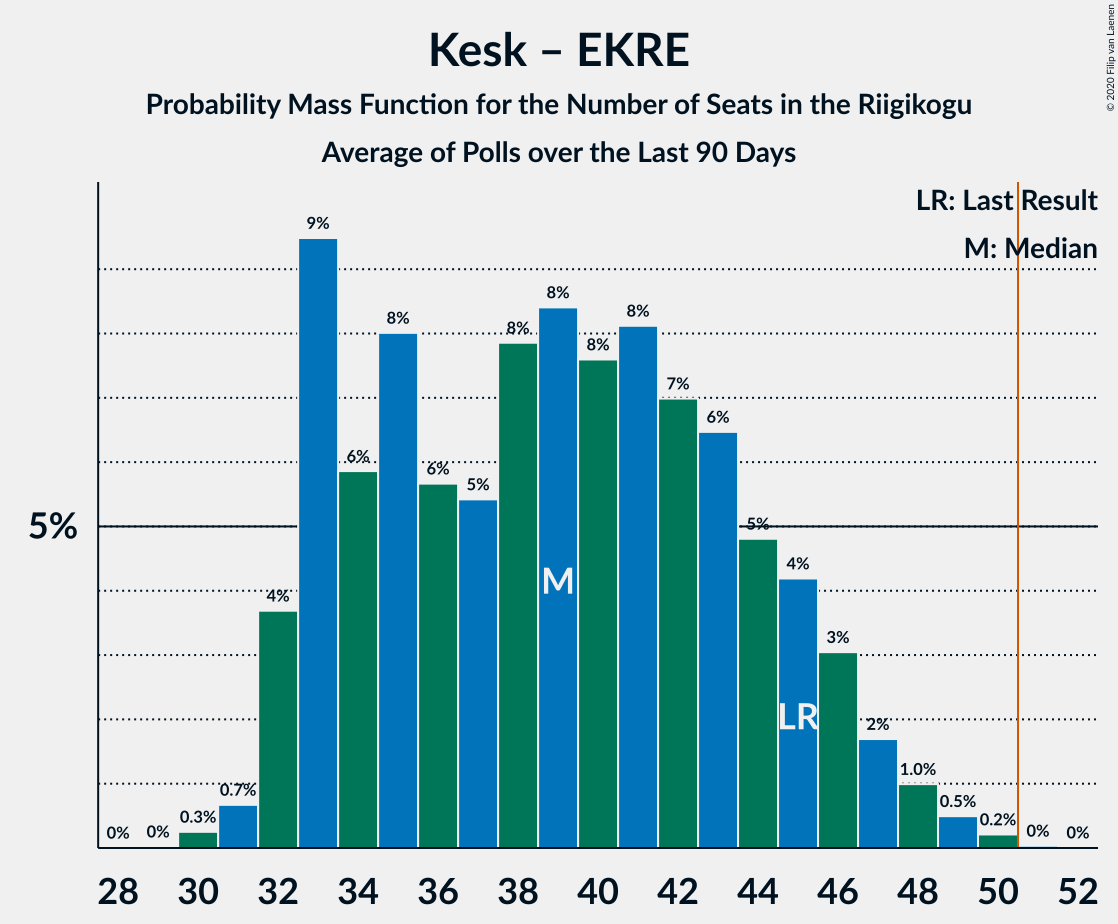 Kesk – EKRE
Probability Mass Function for the Number of Seats in the Riigikogu
Average of Polls over the Last 90 Days
© 2020 Filip van Laenen
LR: Last Result
M: Median
5%
0%
0%
0.3%
0.7%
4%
9%
6%
8%
6%
5%
8%
8%
8%
8%
7%
6%
5%
4%
3%
2%
1.0%
0.5%
0.2%
0%
0%
M
LR
28 30 32 34 36 38 40 42 44 46 48 50 52